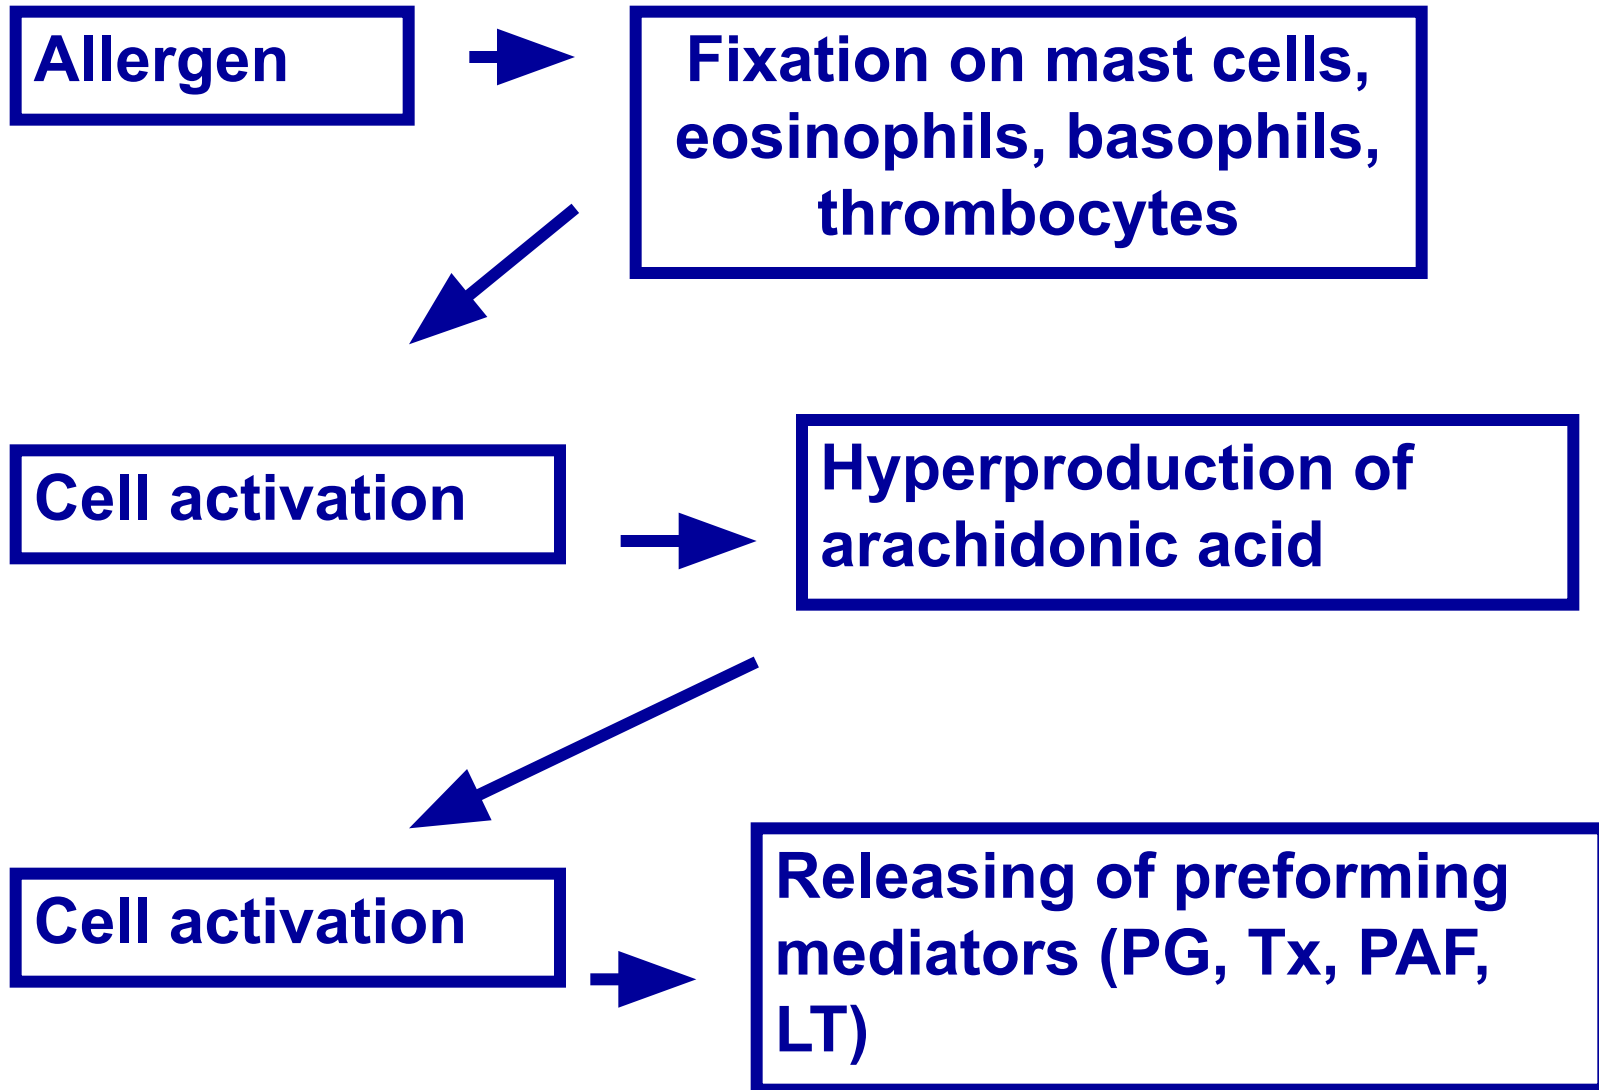 Allergen
Fixation on mast cells,
eosinophils, basophils,
thrombocytes
Cell activation
Hyperproduction of
arachidonic acid
Cell activation
Releasing of preforming
mediators (PG, Tx, PAF,
LT)